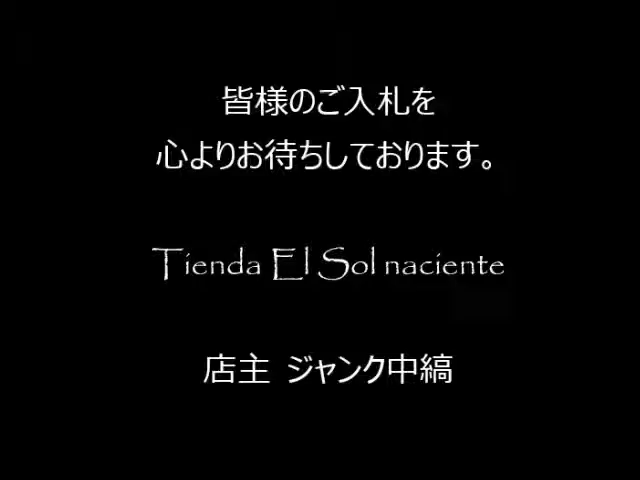 皆様のご入札を
心よりお待ちしております。
Tienda El Sol naciente
店主 ジャンク中縞